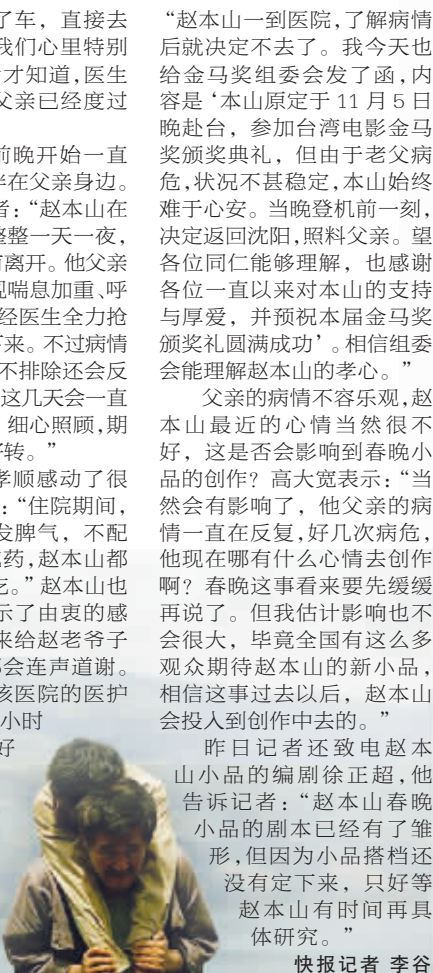 了车，直接去
我们心里特别
才知道，医生
父亲已经度过
前晚开始一直
伴在父亲身边。
者：“赵本山在
整整一天一夜，
有离开。他父亲
现喘息加重、呼
经医生全力抢
下来。不过病情
不排除还会反
这几天会一直
，细心照顾，期
好转。”
孝顺感动了很
：“住院期间，
发脾气，不配
吃药，赵本山都
吃。”赵本山也
示了由衷的感
来给赵老爷子
都会连声道谢。
该医院的医护
小时
好
“赵本山一到医院，了解病情
后就决定不去了。我今天也
给金马奖组委会发了函，内
容是‘本山原定于 11 月 5 日
晚赴台，参加台湾电影金马
奖颁奖典礼，但由于老父病
危，状况不甚稳定，本山始终
难于心安。当晚登机前一刻，
决定返回沈阳，照料父亲。望
各位同仁能够理解，也感谢
各位一直以来对本山的支持
与厚爱，并预祝本届金马奖
颁奖礼圆满成功’。相信组委
会能理解赵本山的孝心。”
父亲的病情不容乐观，赵
本山最近的心情当然很不
好，这是否会影响到春晚小
品的创作？高大宽表示：“当
然会有影响了，他父亲的病
情一直在反复，好几次病危，
他现在哪有什么心情去创作
啊？春晚这事看来要先缓缓
再说了。但我估计影响也不
会很大，毕竟全国有这么多
观众期待赵本山的新小品，
相信这事过去以后，赵本山
会投入到创作中去的。”
昨日记者还致电赵本
山小品的编剧徐正超，他
告诉记者：“赵本山春晚
小品的剧本已经有了雏
形，但因为小品搭档还
没有定下来，只好等
赵本山有时间再具
体研究。”
快报记者 李谷